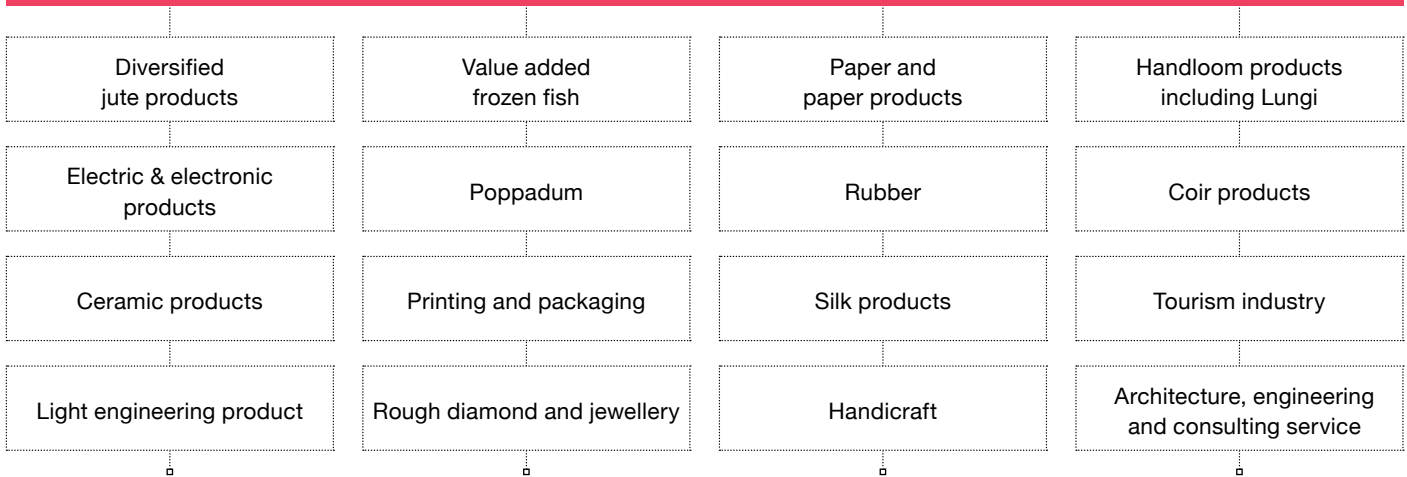 Diversified
jute products
Value added
frozen fish
Paper and
paper products
Handloom products
including Lungi
Electric & electronic
products
Poppadum
Rubber
Coir products
Ceramic products
Printing and packaging
Silk products
Tourism industry
Light engineering product
Rough diamond and jewellery
Handicraft
Architecture, engineering
and consulting service